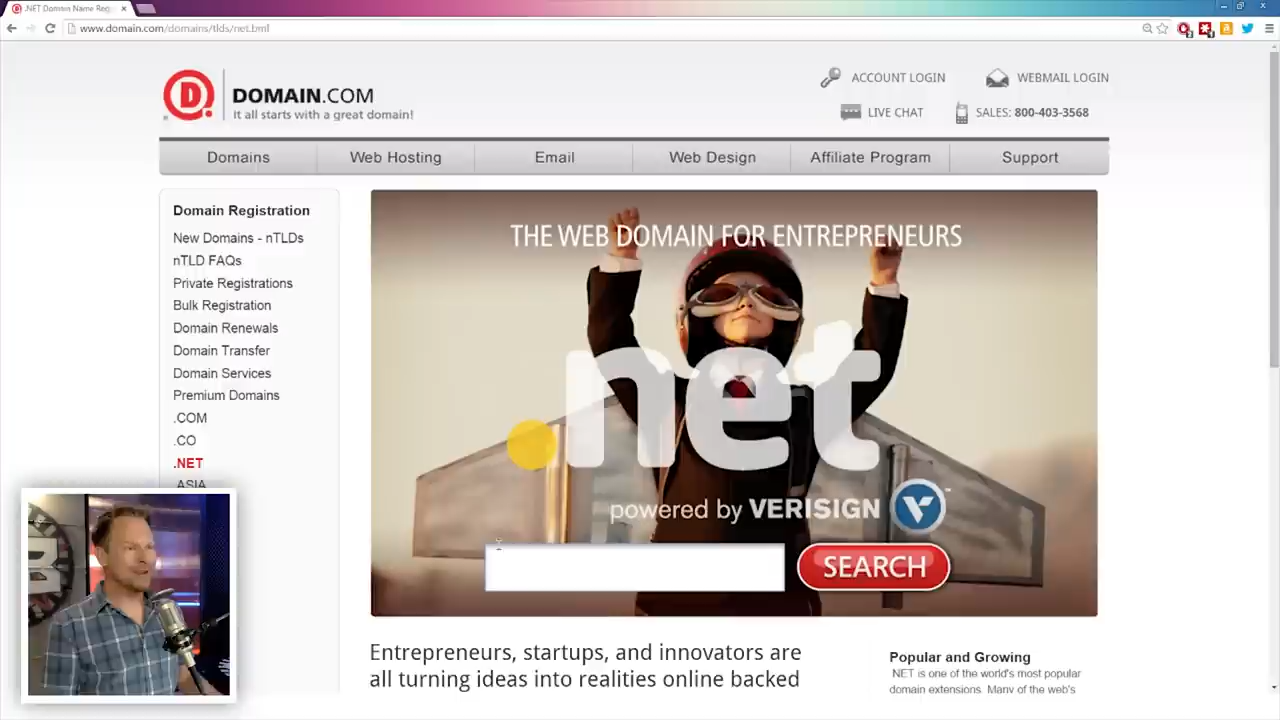 .NET Domain Name Reg
www.domain.com/domains/tlds/net.bml
D
DOMAIN.COM
It all starts with a great domain!
ACCOUNT LOGIN
WEBMAIL LOGIN
LIVE CHAT
SALES: 800-403-3568
Domains
Web Hosting
Email
Web Design
Affiliate Program
Support
Domain Registration
New Domains - nTLDs
nTLD FAQs
Private Registrations
Bulk Registration
Domain Renewals
Domain Transfer
Domain Services
Premium Domains
.COM
.CO
.NET
.ASIA
THE WEB DOMAIN FOR ENTREPRENEURS
.net
powered by VERISIGN
SEARCH
Entrepreneurs, startups, and innovators are
all turning ideas into realities online backed
Popular and Growing
.NET is one of the world's most popular
domain extensions. Many of the web's